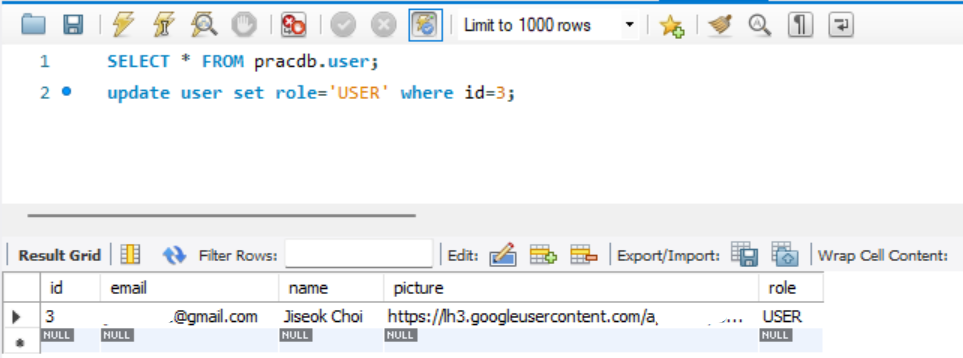 Limit to 1000 rows
1 SELECT * FROM pracdb.user;
2 update user set role='USER' where id=3;
Result Grid Filter Rows: Edit: Export/Import: Wrap Cell Content:
id email name picture role
3 @gmail.com Jiseok Choi https://lh3.googleusercontent.com/a, ... USER
NULL NULL NULL NULL NULL